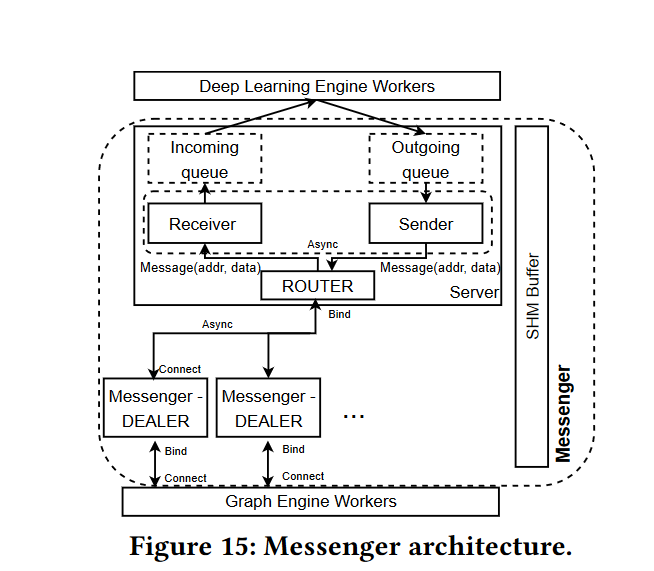 Deep Learning Engine Workers
Incoming
queue
Outgoing
queue
Receiver
Sender
Async
Message(addr, data)
Message(addr, data)
ROUTER
Server
Bind
Async
Connect
Messenger -
DEALER
Messenger -
DEALER
...
Bind
Bind
Connect
Connect
Graph Engine Workers
SHM Buffer
Messenger
Figure 15: Messenger architecture.